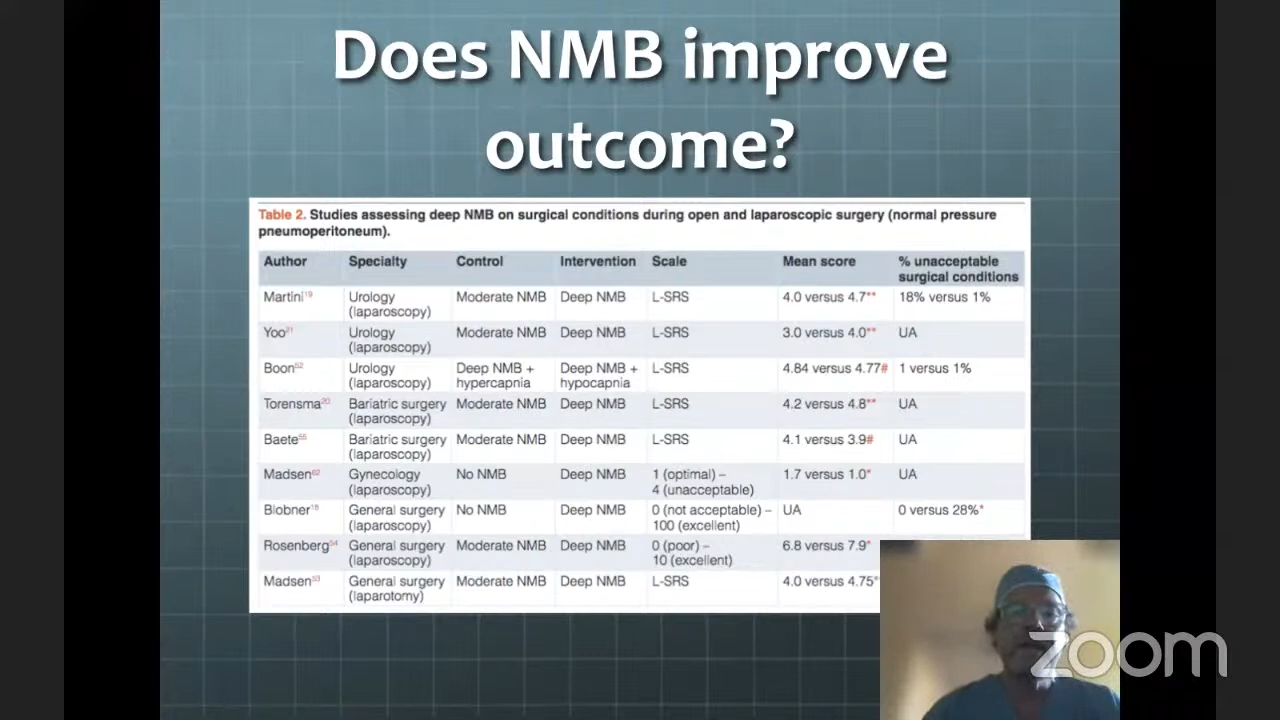 Does NMB improve
outcome?
Table 2. Studies assessing deep NMB on surgical conditions during open and laparoscopic surgery (normal pressure
pneumoperitoneum).
Author Specialty Control Intervention Scale Mean score % unacceptable
surgical conditions
Martini19 Urology Moderate NMB Deep NMB L-SRS 4.0 versus 4.7** 18% versus 1%
(laparoscopy)
Yoo21 Urology Moderate NMB Deep NMB L-SRS 3.0 versus 4.0** UA
(laparoscopy)
Boon52 Urology Deep NMB + Deep NMB + L-SRS 4.84 versus 4.77# 1 versus 1%
(laparoscopy) hypercapnia hypocapnia
Torensma20 Bariatric surgery Moderate NMB Deep NMB L-SRS 4.2 versus 4.8** UA
(laparoscopy)
Baete55 Bariatric surgery Moderate NMB Deep NMB L-SRS 4.1 versus 3.9# UA
(laparoscopy)
Madsen62 Gynecology No NMB Deep NMB 1 (optimal) – 1.7 versus 1.0* UA
(laparoscopy) 4 (unacceptable)
Blobner18 General surgery No NMB Deep NMB 0 (not acceptable) – UA 0 versus 28%*
(laparoscopy) 100 (excellent)
Rosenberg54 General surgery Moderate NMB Deep NMB 0 (poor) – 6.8 versus 7.9*
(laparoscopy) 10 (excellent)
Madsen53 General surgery Moderate NMB Deep NMB L-SRS 4.0 versus 4.75*
(laparotomy)
zoom